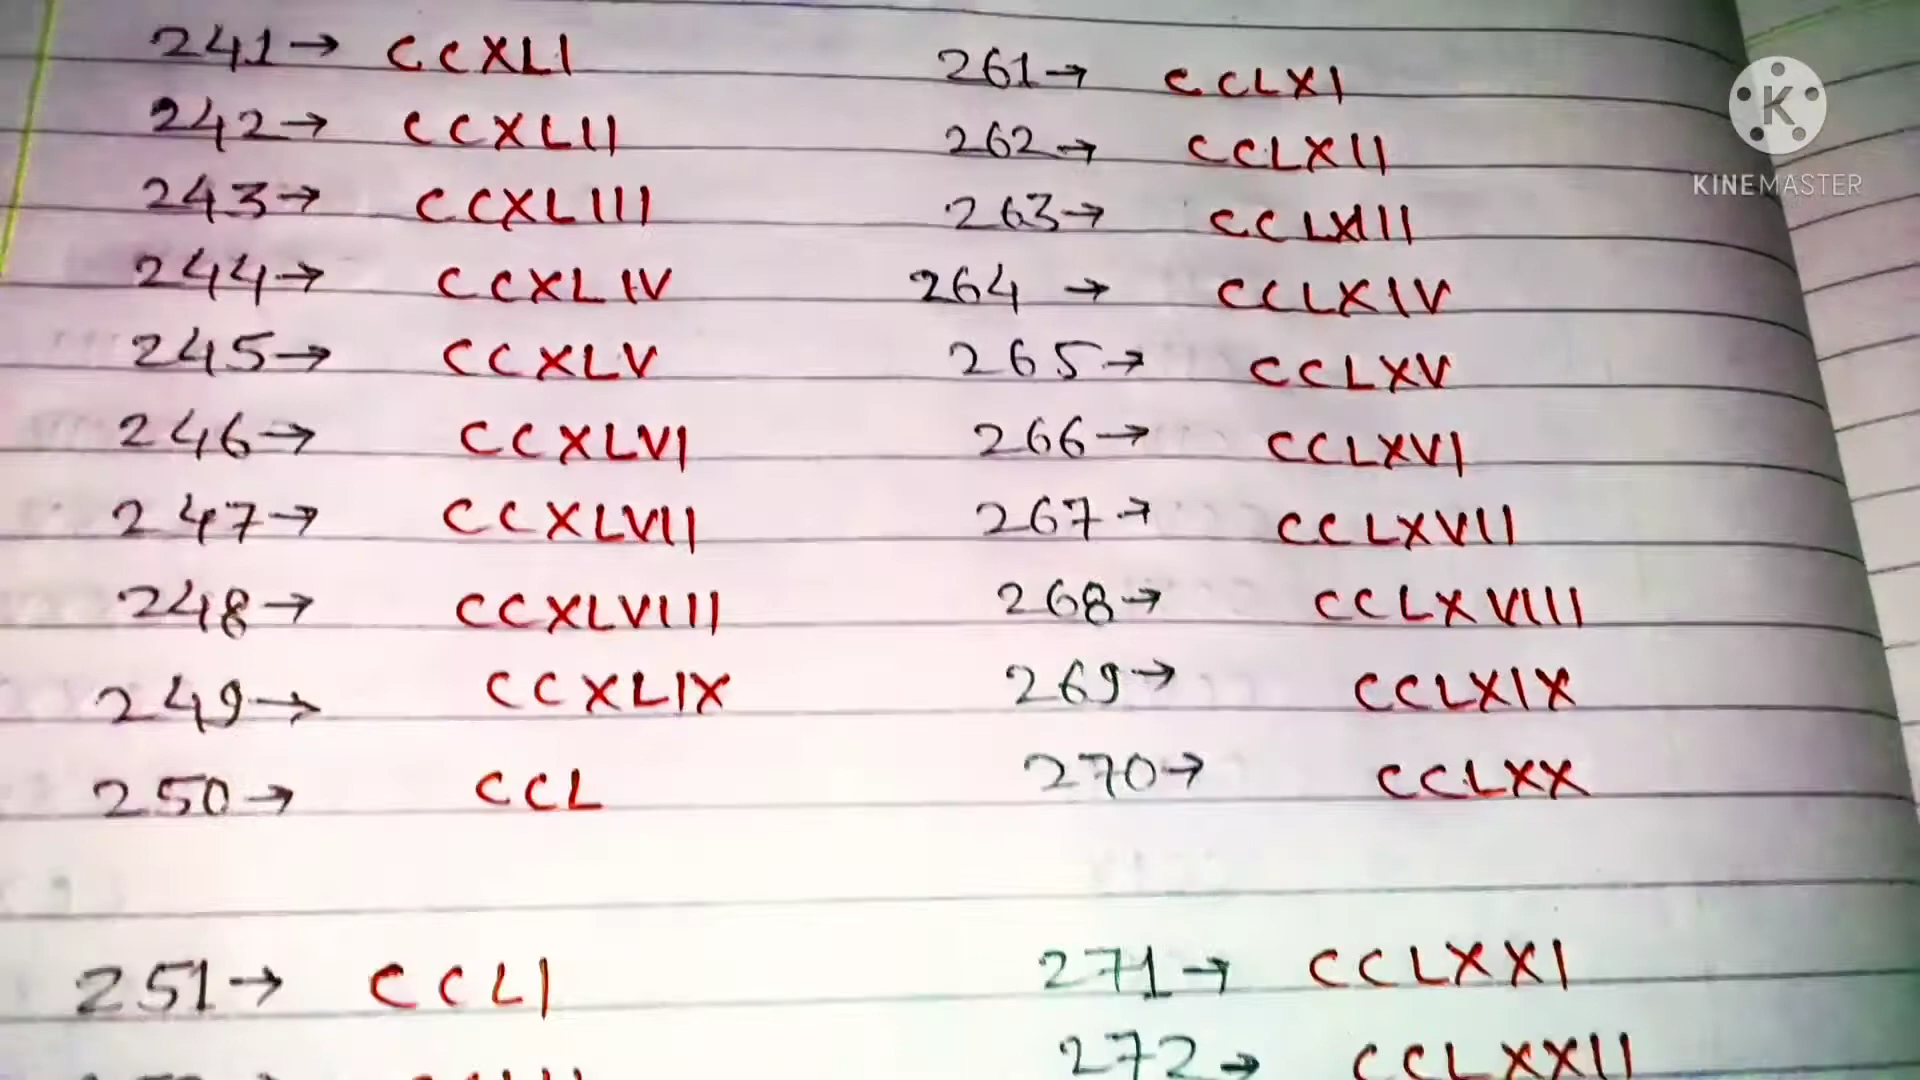 241→ CCXLI
242→ CCXLII
243→ CCXLIII
244→ CCXLIV
245→ CCXLV
246→ CCXLVI
247→ CCXLVII
248→ CCXLVIII
249→ CCXLIX
250→ CCL
251→ CCLI
261→ CCLXI
262→ CCLXII
263→ CCLXIII
264→ CCLXIV
265→ CCLXV
266→ CCLXVI
267→ CCLXVII
268→ CCLXVIII
269→ CCLXIX
270→ CCLXX
271→ CCLXXI
272→ CCLXXII
K
KINEMASTER